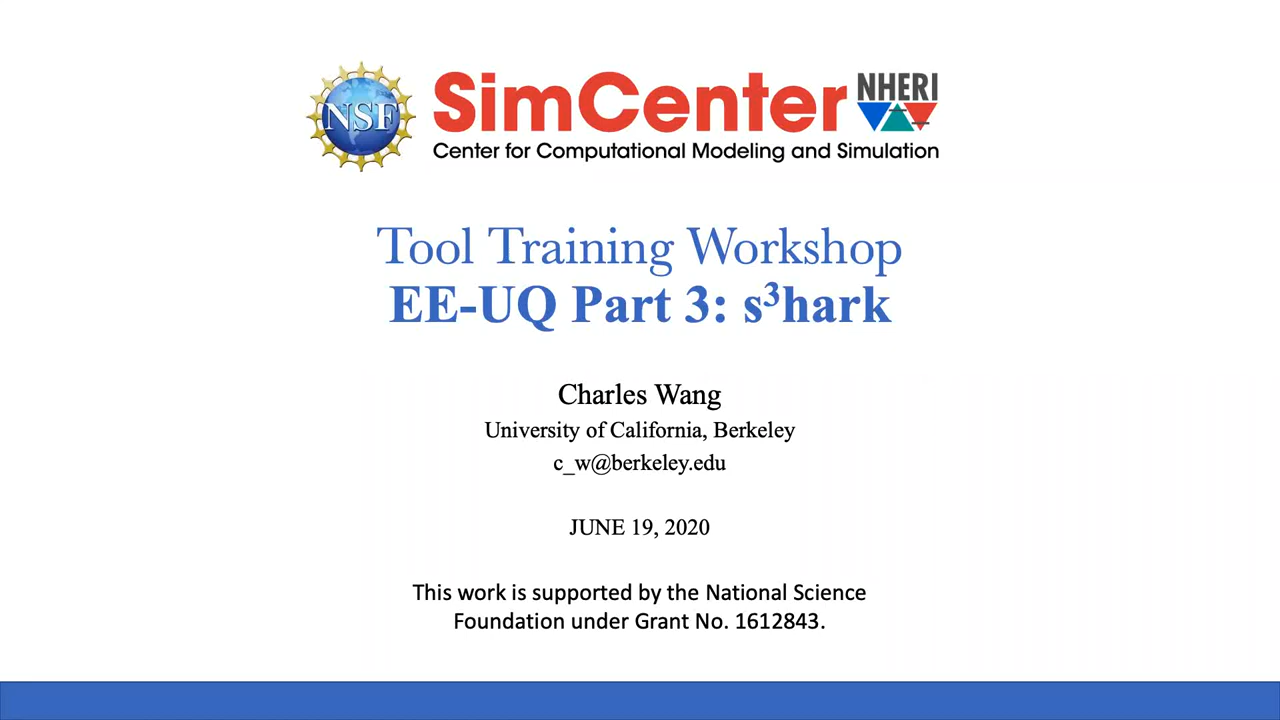 NSF
SimCenter
NHERI
Center for Computational Modeling and Simulation
Tool Training Workshop
EE-UQ Part 3: s³hark
Charles Wang
University of California, Berkeley
c_w@berkeley.edu
JUNE 19, 2020
This work is supported by the National Science
Foundation under Grant No. 1612843.